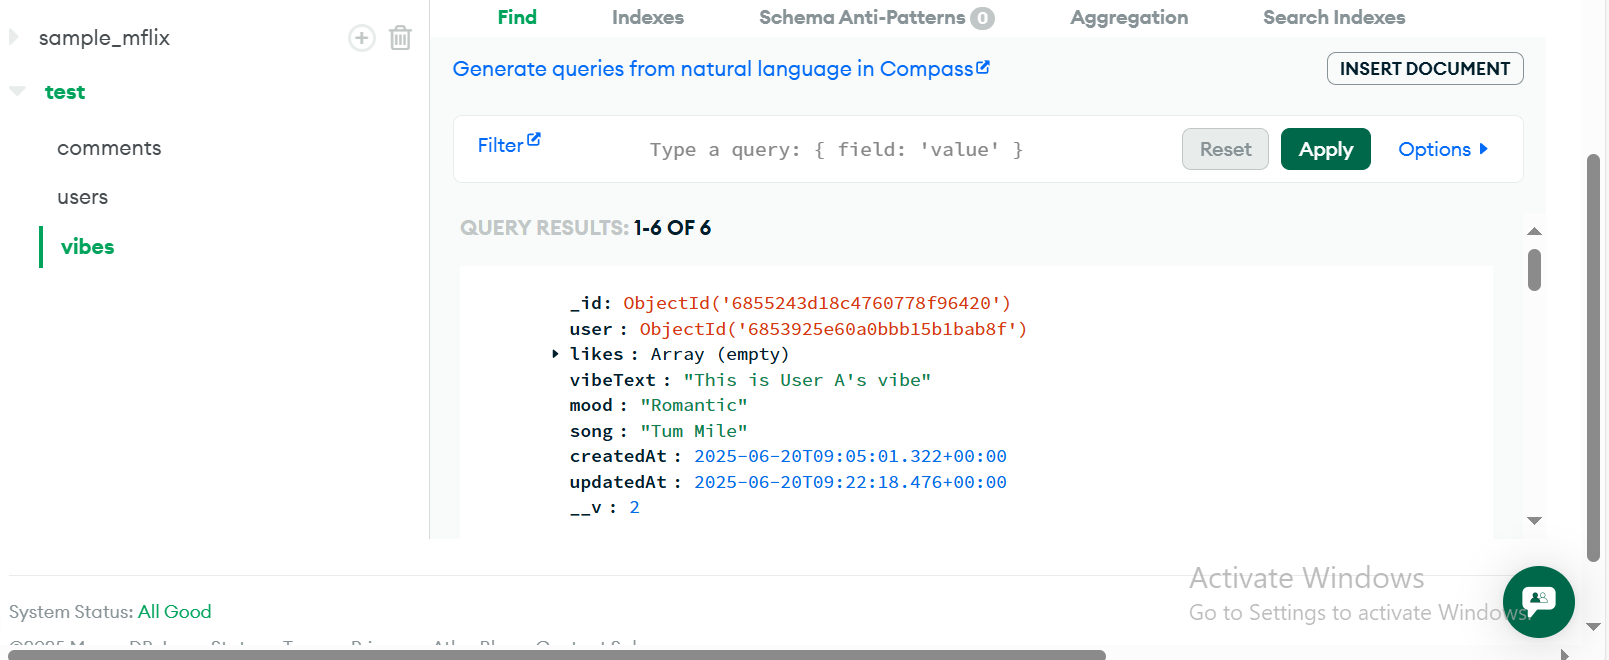 Find Indexes Schema Anti-Patterns 0 Aggregation Search Indexes
sample_mflix
Generate queries from natural language in Compass
INSERT DOCUMENT
test
Filter Type a query: { field: 'value' } Reset Apply Options
comments
users
QUERY RESULTS: 1-6 OF 6
vibes
_id: ObjectId('6855243d18c4760778f96420')
user : ObjectId('6853925e60a0bbb15b1bab8f')
likes : Array (empty)
vibeText : "This is User A's vibe"
mood : "Romantic"
song : "Tum Mile"
createdAt : 2025-06-20T09:05:01.322+00:00
updatedAt : 2025-06-20T09:22:18.476+00:00
__v : 2
Activate Windows
Go to Settings to activate Windows.
System Status: All Good